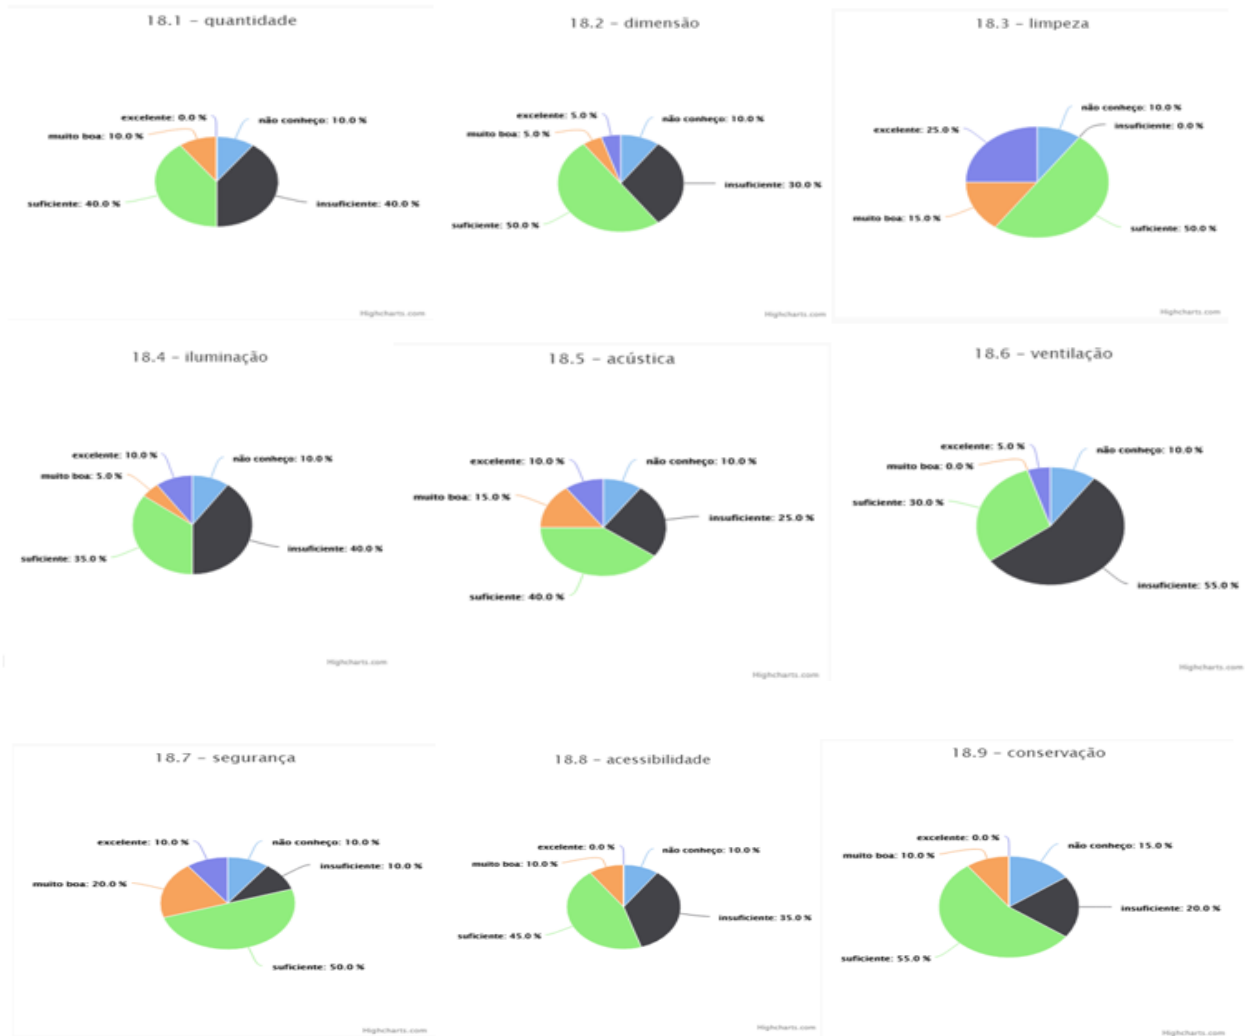 18.1 – quantidade
excelente: 0.0 %
não conheço: 10.0 %
muito boa: 10.0 %
suficiente: 40.0 %
insuficiente: 40.0 %
Highcharts.com
18.2 – dimensão
excelente: 5.0 %
não conheço: 10.0 %
muito boa: 5.0 %
insuficiente: 30.0 %
suficiente: 50.0 %
Highcharts.com
18.3 – limpeza
não conheço: 10.0 %
excelente: 25.0 %
insuficiente: 0.0 %
muito boa: 15.0 %
suficiente: 50.0 %
Highcharts.com
18.4 – iluminação
excelente: 10.0 %
não conheço: 10.0 %
muito boa: 5.0 %
insuficiente: 40.0 %
suficiente: 35.0 %
Highcharts.com
18.5 – acústica
excelente: 10.0 %
não conheço: 10.0 %
muito boa: 15.0 %
insuficiente: 25.0 %
suficiente: 40.0 %
Highcharts.com
18.6 – ventilação
excelente: 5.0 %
não conheço: 10.0 %
muito boa: 0.0 %
suficiente: 30.0 %
insuficiente: 55.0 %
Highcharts.com
18.7 – segurança
excelente: 10.0 %
não conheço: 10.0 %
insuficiente: 10.0 %
muito boa: 20.0 %
suficiente: 50.0 %
Highcharts.com
18.8 – acessibilidade
excelente: 0.0 %
não conheço: 10.0 %
muito boa: 10.0 %
insuficiente: 35.0 %
suficiente: 45.0 %
Highcharts.com
18.9 – conservação
excelente: 0.0 %
não conheço: 15.0 %
muito boa: 10.0 %
insuficiente: 20.0 %
suficiente: 55.0 %
Highcharts.com